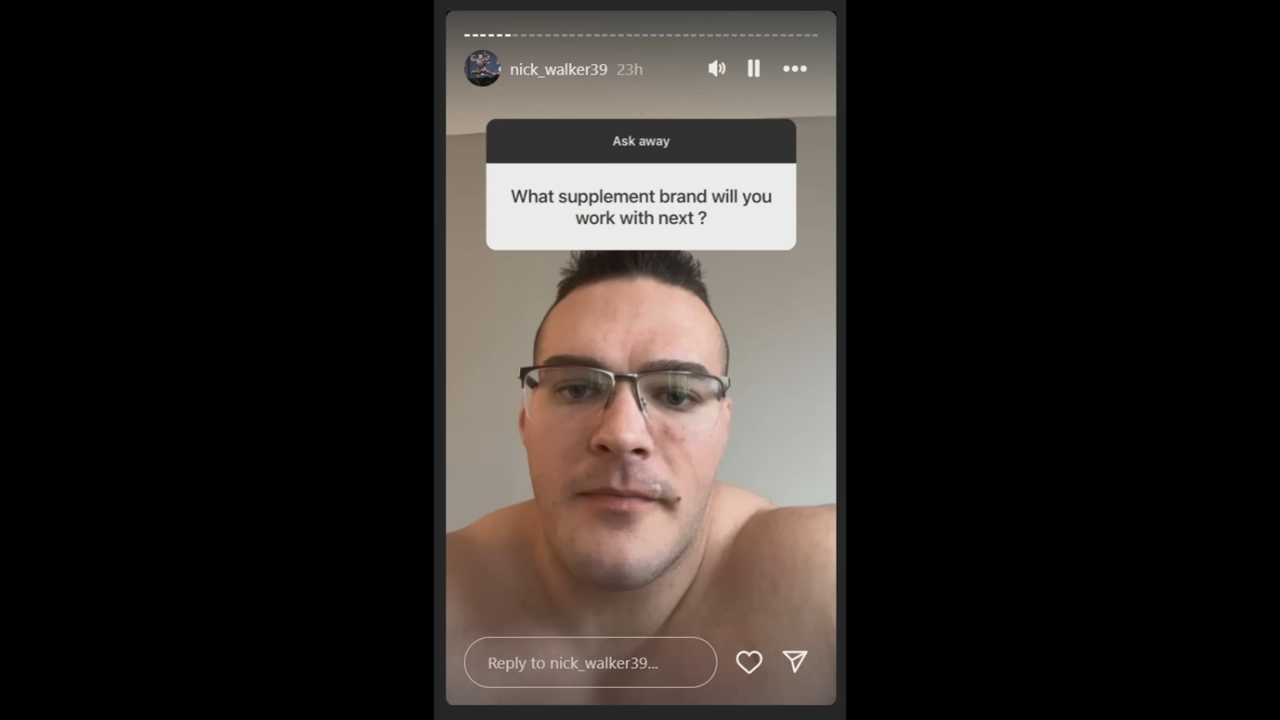 nick_walker39 23h
Ask away
What supplement brand will you
work with next ?
Reply to nick_walker39...